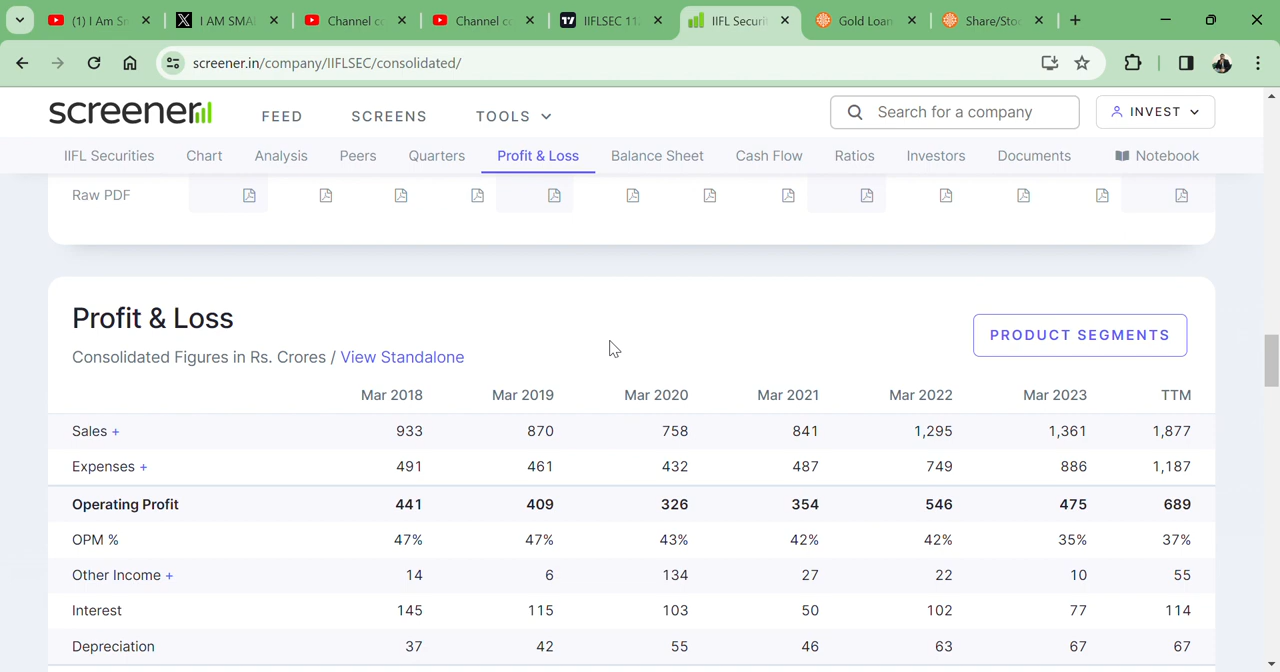 (1) I Am Sn
I AM SMA
Channel co
Channel co
IIFLSEC 11.
IIFL Securi
Gold Loan
Share/Stoc
screener.in/company/IIFLSEC/consolidated/
screener
FEED
SCREENS
TOOLS
Search for a company
INVEST
IIFL Securities
Chart
Analysis
Peers
Quarters
Profit & Loss
Balance Sheet
Cash Flow
Ratios
Investors
Documents
Notebook
Raw PDF
Profit & Loss
PRODUCT SEGMENTS
Consolidated Figures in Rs. Crores / View Standalone
Mar 2018 Mar 2019 Mar 2020 Mar 2021 Mar 2022 Mar 2023 TTM
Sales + 933 870 758 841 1,295 1,361 1,877
Expenses + 491 461 432 487 749 886 1,187
Operating Profit 441 409 326 354 546 475 689
OPM % 47% 47% 43% 42% 42% 35% 37%
Other Income + 14 6 134 27 22 10 55
Interest 145 115 103 50 102 77 114
Depreciation 37 42 55 46 63 67 67